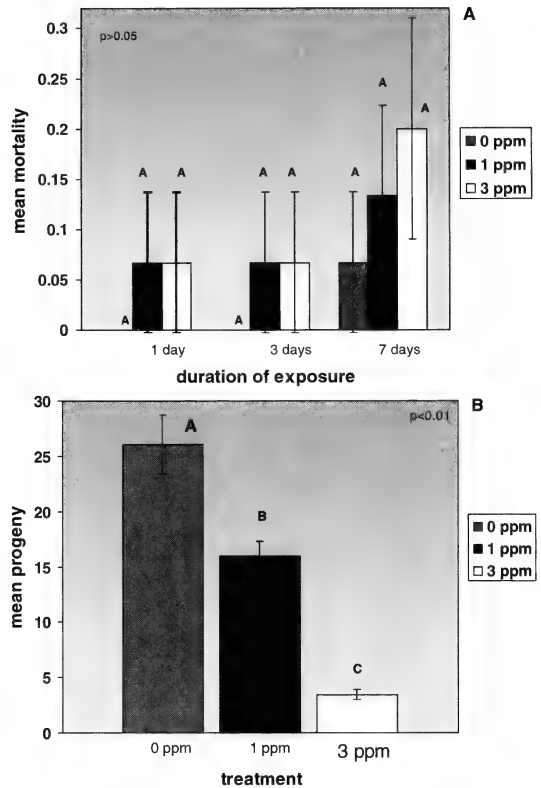 A
p>0.05
0.3
0.25
0.2
0.15
0.1
0.05
0
mean mortality
A A A A A A A
A A
0 ppm
1 ppm
3 ppm
1 day 3 days 7 days
duration of exposure
B
p<0.01
30
25
20
15
10
5
0
mean progeny
A
B
C
0 ppm
1 ppm
3 ppm
0 ppm 1 ppm 3 ppm
treatment